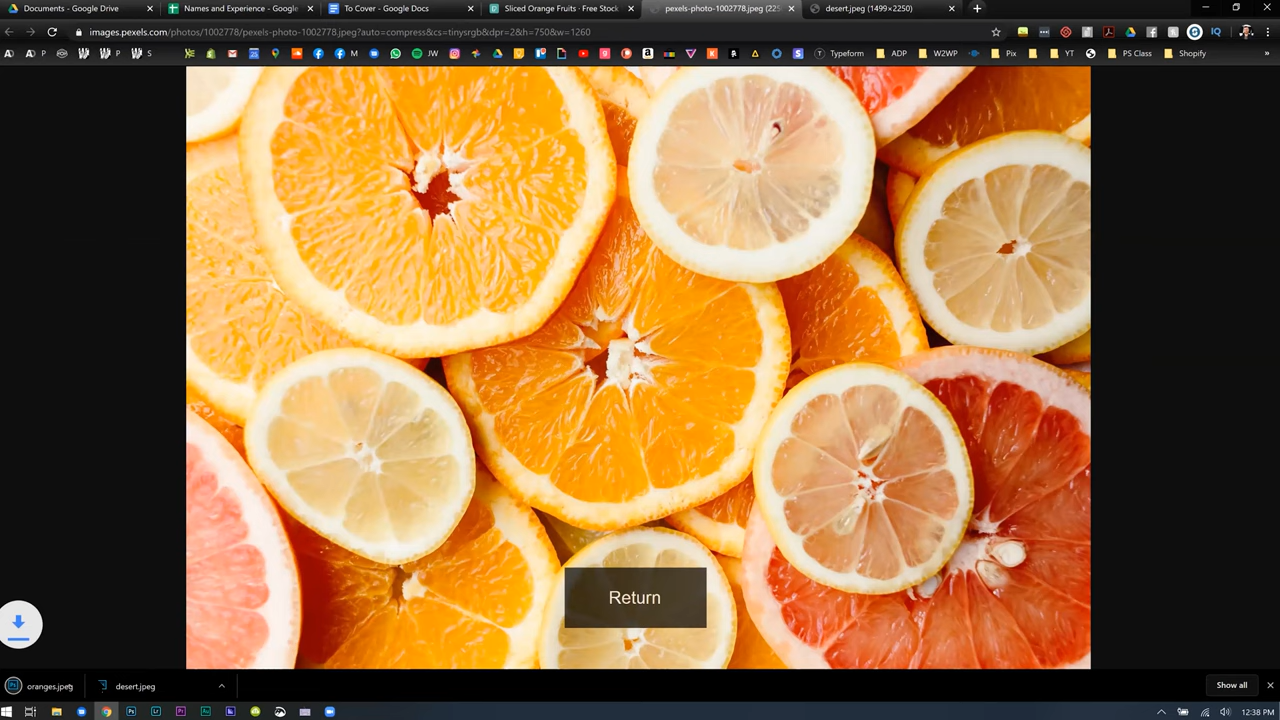 Documents - Google Drive
Names and Experience - Google
To Cover - Google Docs
Sliced Orange Fruits · Free Stock
pexels-photo-1002778.jpeg (225
desert.jpeg (1499×2250)
images.pexels.com/photos/1002778/pexels-photo-1002778.jpeg?auto=compress&cs=tinysrgb&dpr=2&h=750&w=1260
P
S
M
JW
Typeform
ADP
W2WP
Pix
YT
PS Class
Shopify
Return
oranges.jpeg
desert.jpeg
Show all
12:38 PM